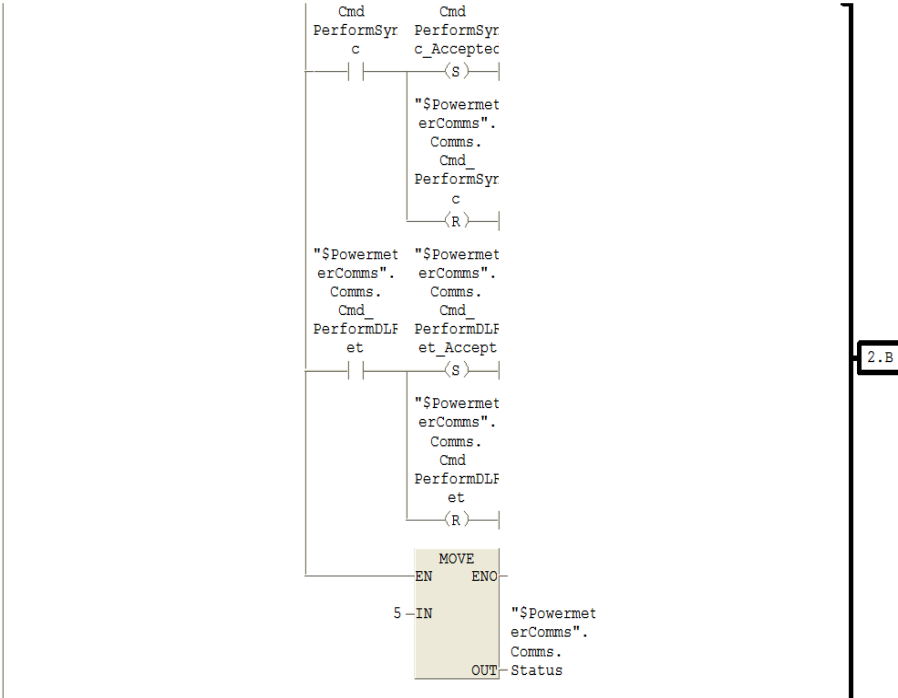 Cmd Cmd
PerformSyr PerformSyr
c c_Acceptec
(S)
"$Powermet
erComms".
Comms.
Cmd_
PerformSyr
c
(R)
"$Powermet "$Powermet
erComms". erComms".
Comms. Comms.
Cmd_ Cmd_
PerformDLF PerformDLF
et et_Accept
(S)
2.B
"$Powermet
erComms".
Comms.
Cmd
PerformDLF
et
(R)
MOVE
EN ENO
5 IN "$Powermet
erComms".
Comms.
OUT Status